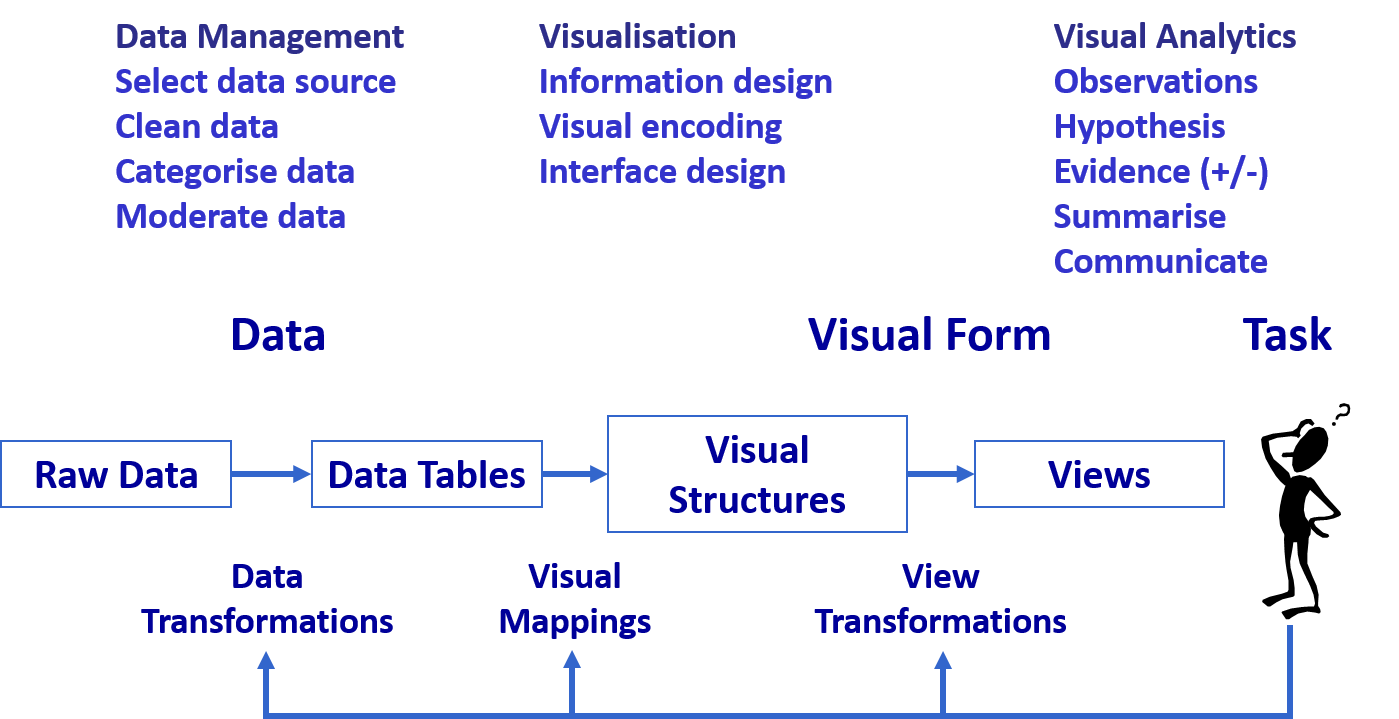 Data Management
Select data source
Clean data
Categorise data
Moderate data
Visualisation
Information design
Visual encoding
Interface design
Visual Analytics
Observations
Hypothesis
Evidence (+/-)
Summarise
Communicate
Data
Visual Form
Task
?
Raw Data
Data Tables
Visual
Structures
Views
Data
Transformations
Visual
Mappings
View
Transformations